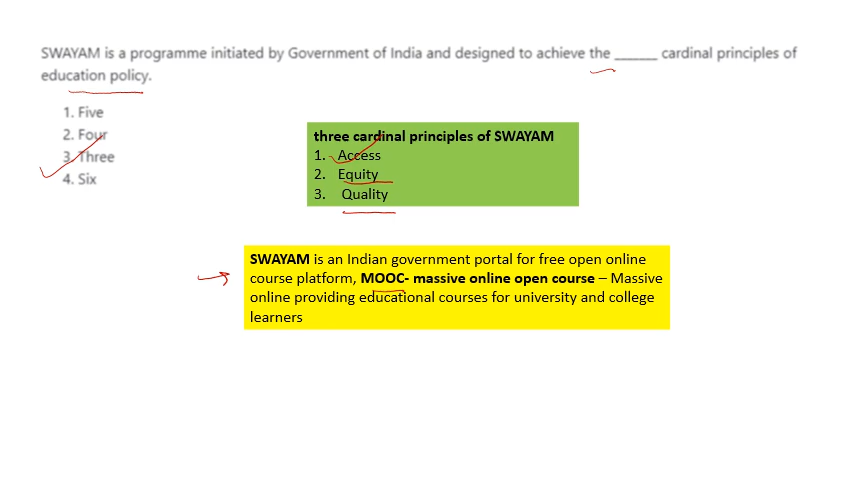 SWAYAM is a programme initiated by Government of India and designed to achieve the ______ cardinal principles of
education policy.
1. Five
2. Four
3. Three
4. Six
three cardinal principles of SWAYAM
1. Access
2. Equity
3. Quality
SWAYAM is an Indian government portal for free open online
course platform, MOOC- massive online open course – Massive
online providing educational courses for university and college
learners